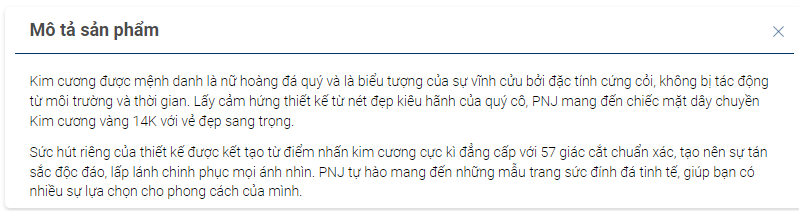 Mô tả sản phẩm
Kim cương được mệnh danh là nữ hoàng đá quý và là biểu tượng của sự vĩnh cửu bởi đặc tính cứng cỏi, không bị tác động
từ môi trường và thời gian. Lấy cảm hứng thiết kế từ nét đẹp kiêu hãnh của quý cô, PNJ mang đến chiếc mặt dây chuyền
Kim cương vàng 14K với vẻ đẹp sang trọng.
Sức hút riêng của thiết kế được kết tạo từ điểm nhấn kim cương cực kì đẳng cấp với 57 giác cắt chuẩn xác, tạo nên sự tán
sắc độc đáo, lấp lánh chinh phục mọi ánh nhìn. PNJ tự hào mang đến những mẫu trang sức đính đá tinh tế, giúp bạn có
nhiều sự lựa chọn cho phong cách của mình.